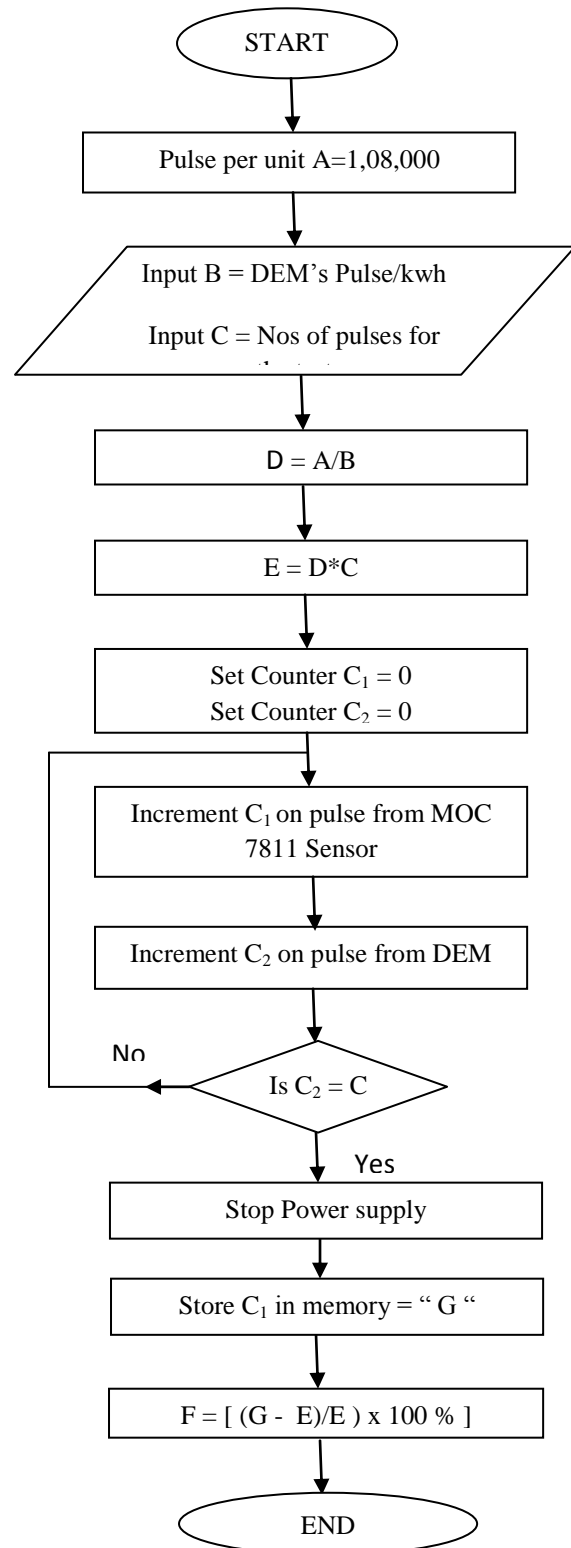 START
Pulse per unit A=1,08,000
Input B = DEM’s Pulse/kwh
Input C = Nos of pulses for
D = A/B
E = D*C
Set Counter C₁ = 0
Set Counter C₂ = 0
Increment C₁ on pulse from MOC
7811 Sensor
Increment C₂ on pulse from DEM
No
Is C₂ = C
Yes
Stop Power supply
Store C₁ in memory = “ G “
F = [ (G - E)/E ) x 100 % ]
END